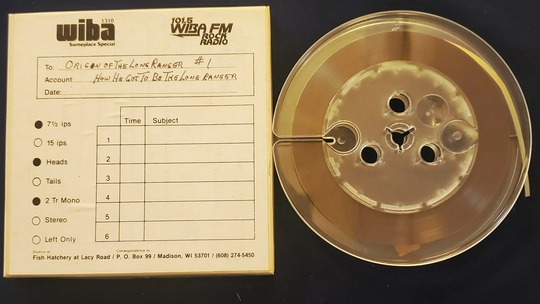 wiba 1310
Someplace Special
101.5
WIBA FM
ROCK
RADIO
To: ORIGEN OF THE LONE RANGER #1
Account: HOW HE GOT TO BE THE LONE RANGER
Date:
7½ ips
15 ips
Heads
Tails
2 Tr Mono
Stereo
Left Only
Time Subject
1
2
3
4
5
6
Fish Hatchery at Lacy Road / P. O. Box 99 / Madison, WI 53701 / (608) 274-5450